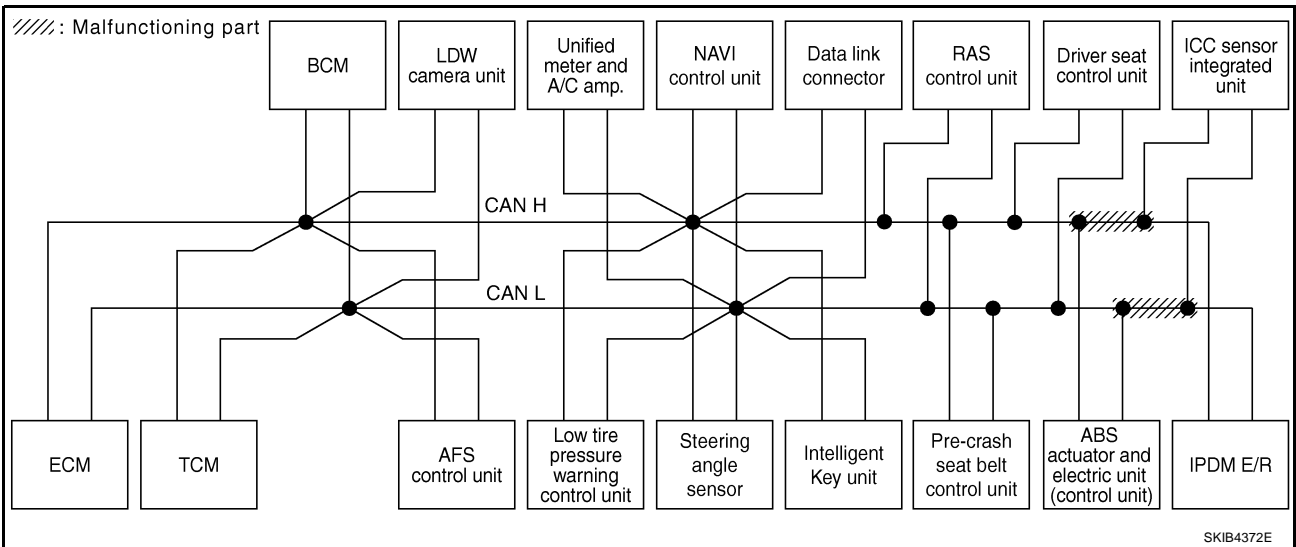 : Malfunctioning part
BCM
LDW
camera unit
Unified
meter and
A/C amp.
NAVI
control unit
Data link
connector
RAS
control unit
Driver seat
control unit
ICC sensor
integrated
unit
CAN H
CAN L
ECM
TCM
AFS
control unit
Low tire
pressure
warning
control unit
Steering
angle
sensor
Intelligent
Key unit
Pre-crash
seat belt
control unit
ABS
actuator and
electric unit
(control unit)
IPDM E/R
SKIB4372E